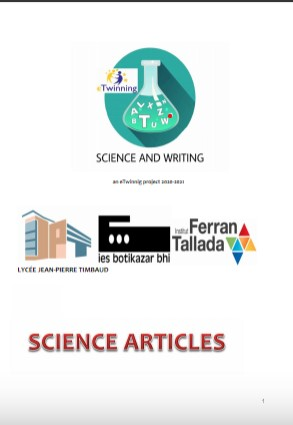 eTwinning
SCIENCE AND WRITING
an eTwinnig project 2020-2021
Institut Ferran
Tallada
ies botikazar bhi
LYCÉE JEAN-PIERRE TIMBAUD
SCIENCE ARTICLES
1